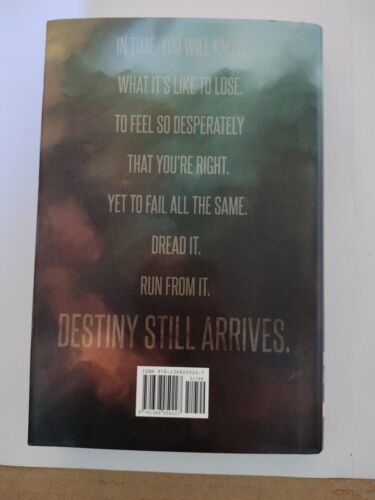 IN TIME, YOU WILL KNOW
WHAT IT'S LIKE TO LOSE.
TO FEEL SO DESPERATELY
THAT YOU'RE RIGHT.
YET TO FAIL ALL THE SAME.
DREAD IT.
RUN FROM IT.
DESTINY STILL ARRIVES.